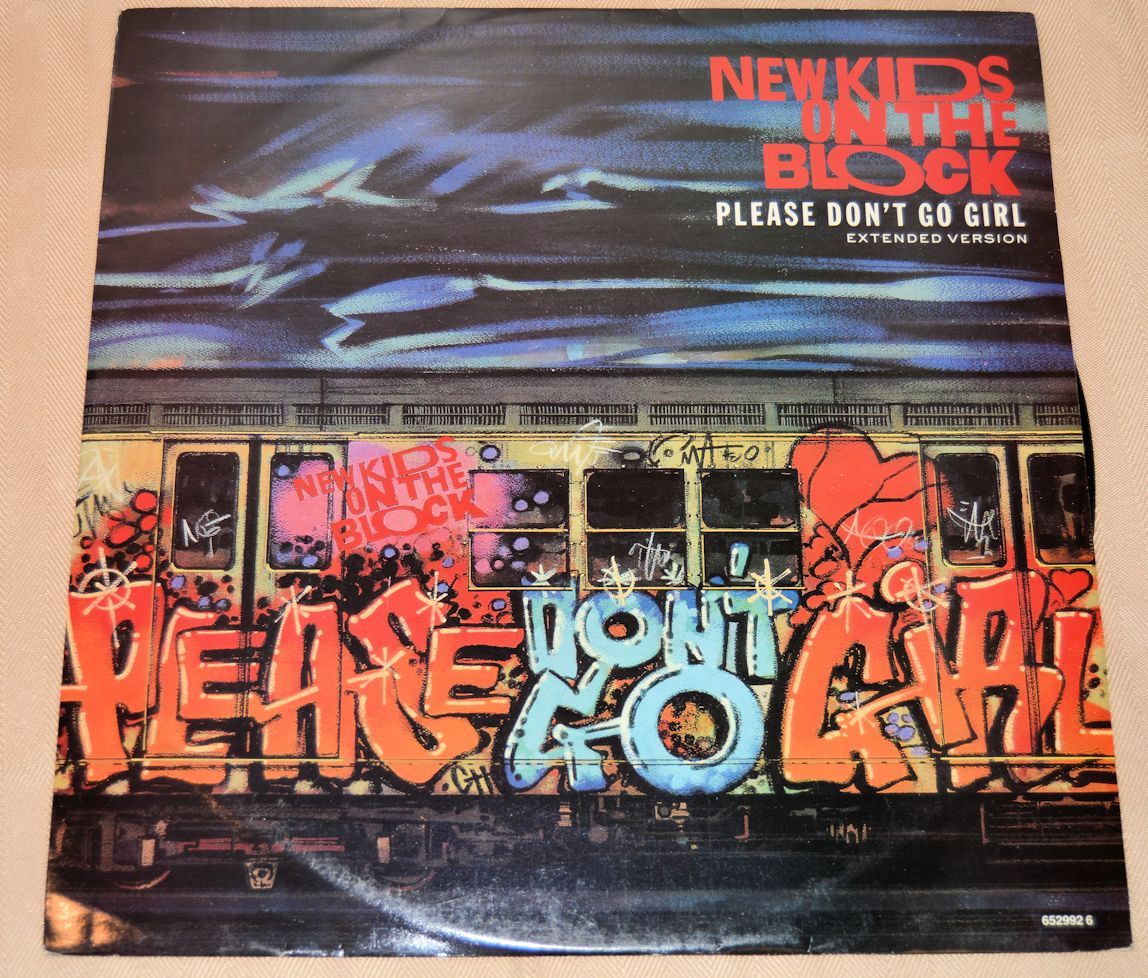 NEW KIDS
ON THE
BLOCK
PLEASE DON'T GO GIRL
EXTENDED VERSION
NEW KIDS
ON THE
BLOCK
PLEASE DONT GO GIRL
652992 6